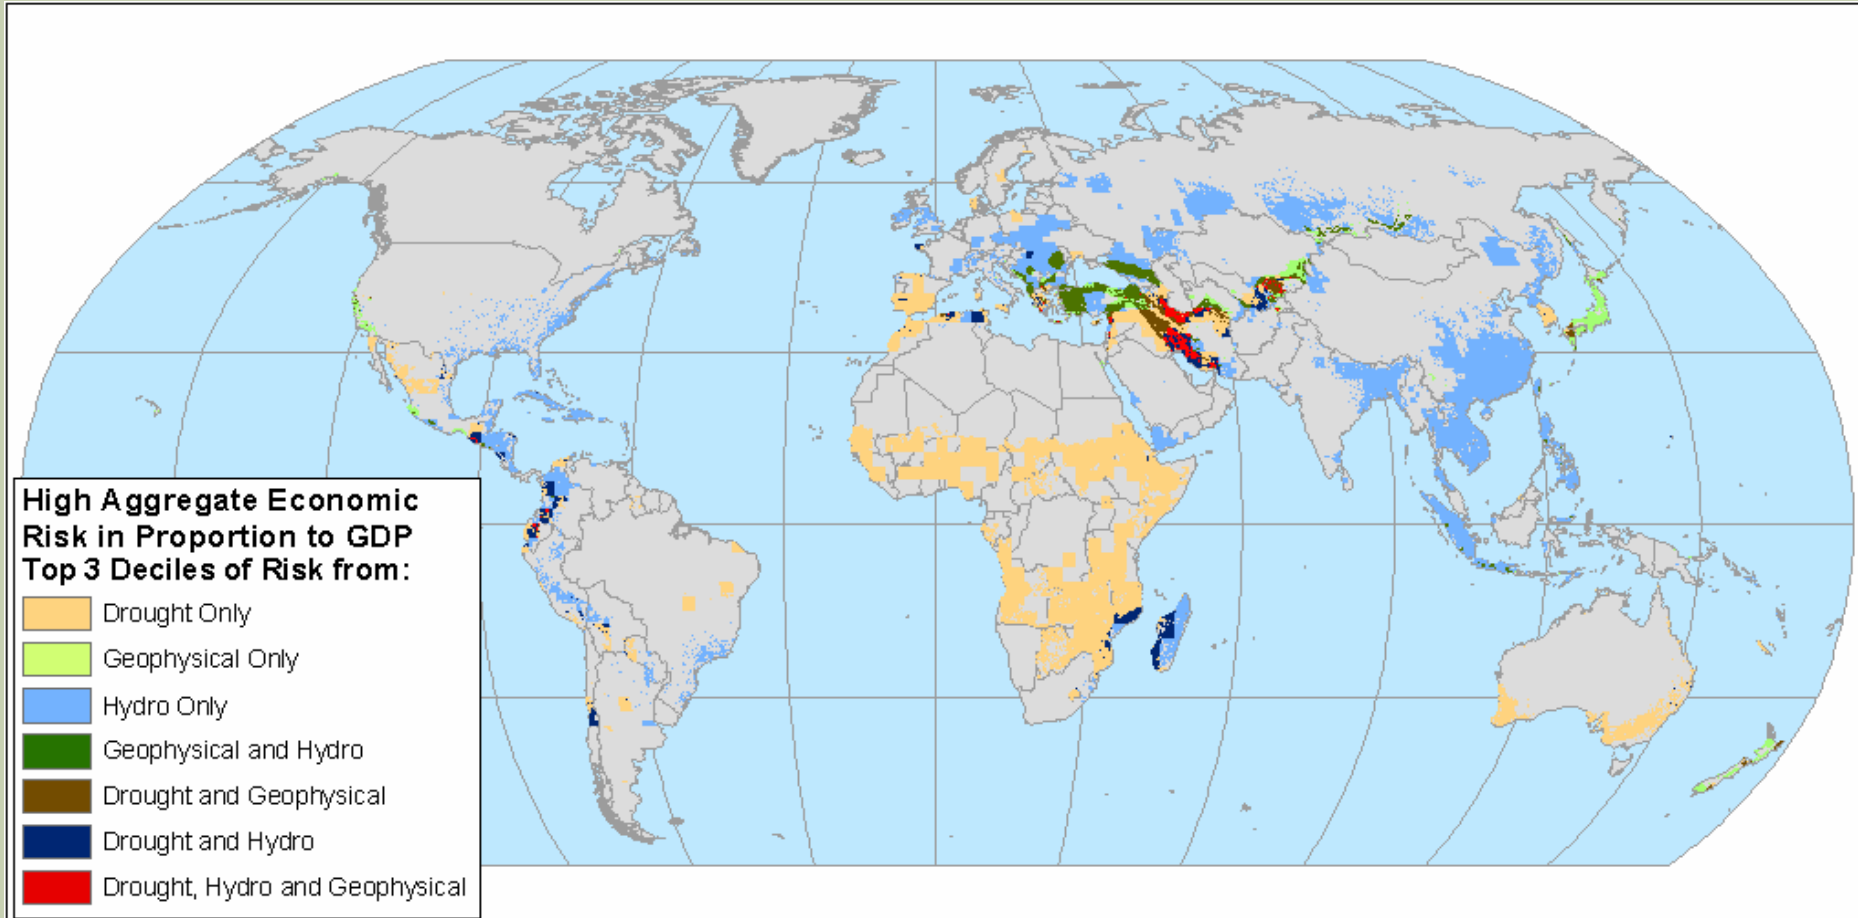 High Aggregate Economic
Risk in Proportion to GDP
Top 3 Deciles of Risk from:
Drought Only
Geophysical Only
Hydro Only
Geophysical and Hydro
Drought and Geophysical
Drought and Hydro
Drought, Hydro and Geophysical